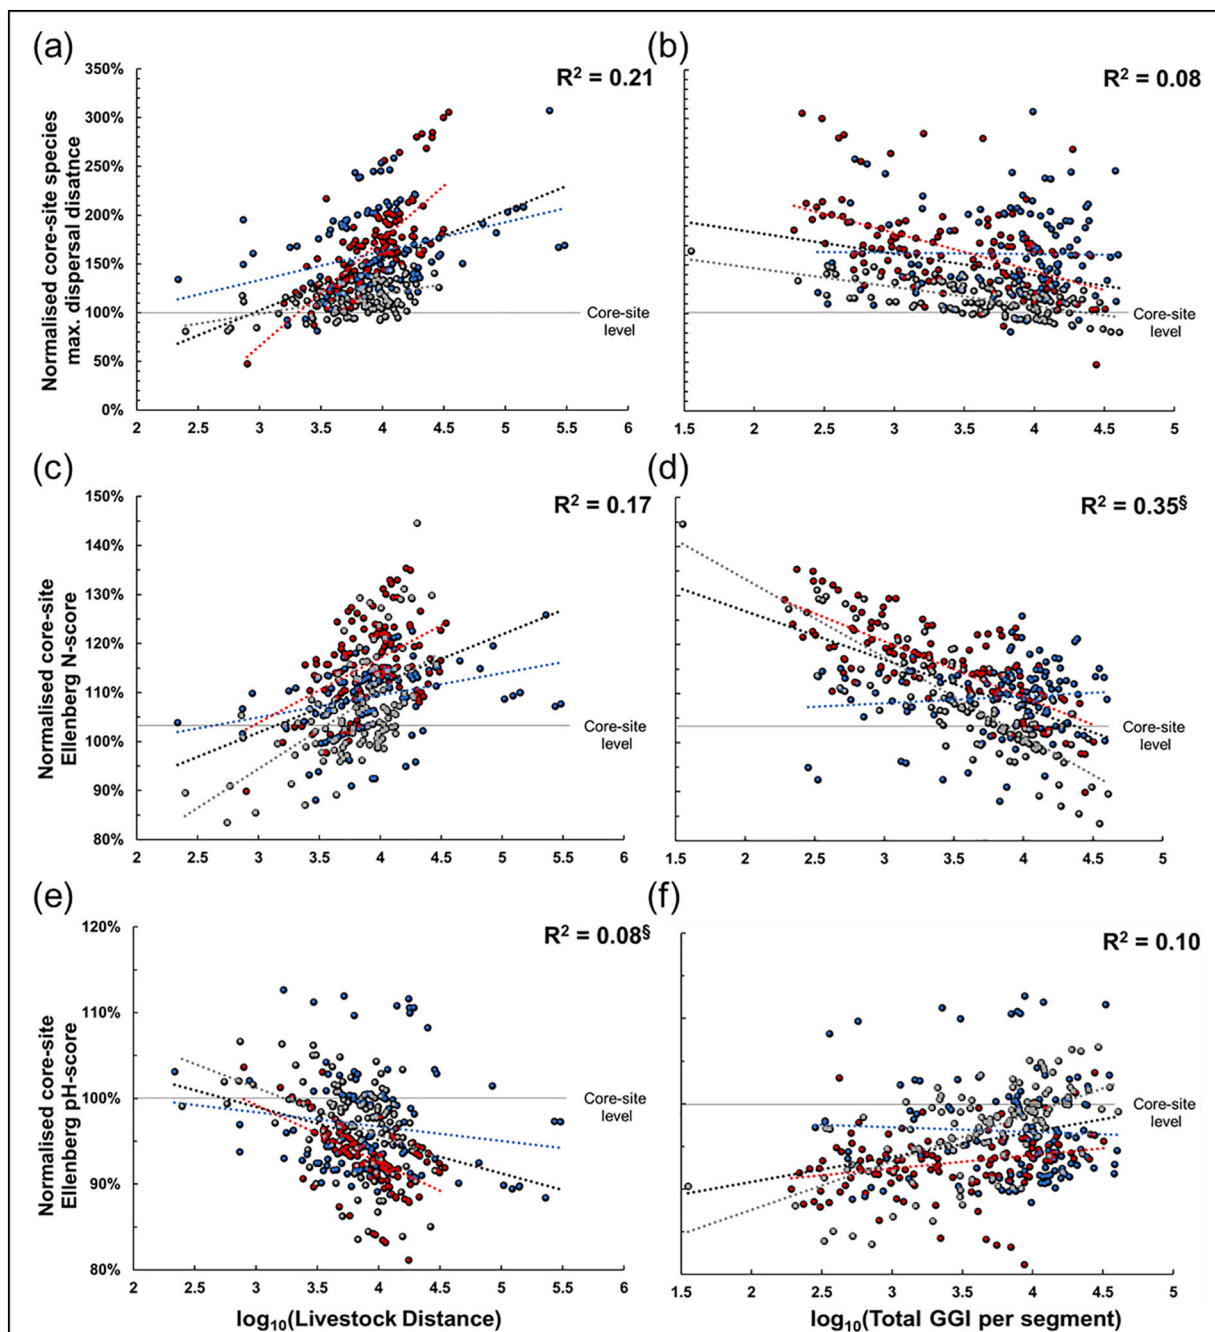 (a)
(b)
R² = 0.21
R² = 0.08
Normalised core-site species
max. dispersal disatnce
350%
300%
250%
200%
150%
100%
50%
0%
Core-site
level
Core-site
level
2 2.5 3 3.5 4 4.5 5 5.5 6
1.5 2 2.5 3 3.5 4 4.5 5
(c)
(d)
R² = 0.17
R² = 0.35§
Normalised core-site
Ellenberg N-score
150%
140%
130%
120%
110%
100%
90%
80%
Core-site
level
Core-site
level
2 2.5 3 3.5 4 4.5 5 5.5 6
1.5 2 2.5 3 3.5 4 4.5 5
(e)
(f)
R² = 0.08§
R² = 0.10
Normalised core-site
Ellenberg pH-score
120%
110%
100%
90%
80%
Core-site
level
Core-site
level
2 2.5 3 3.5 4 4.5 5 5.5 6
1.5 2 2.5 3 3.5 4 4.5 5
log₁₀(Livestock Distance)
log₁₀(Total GGI per segment)